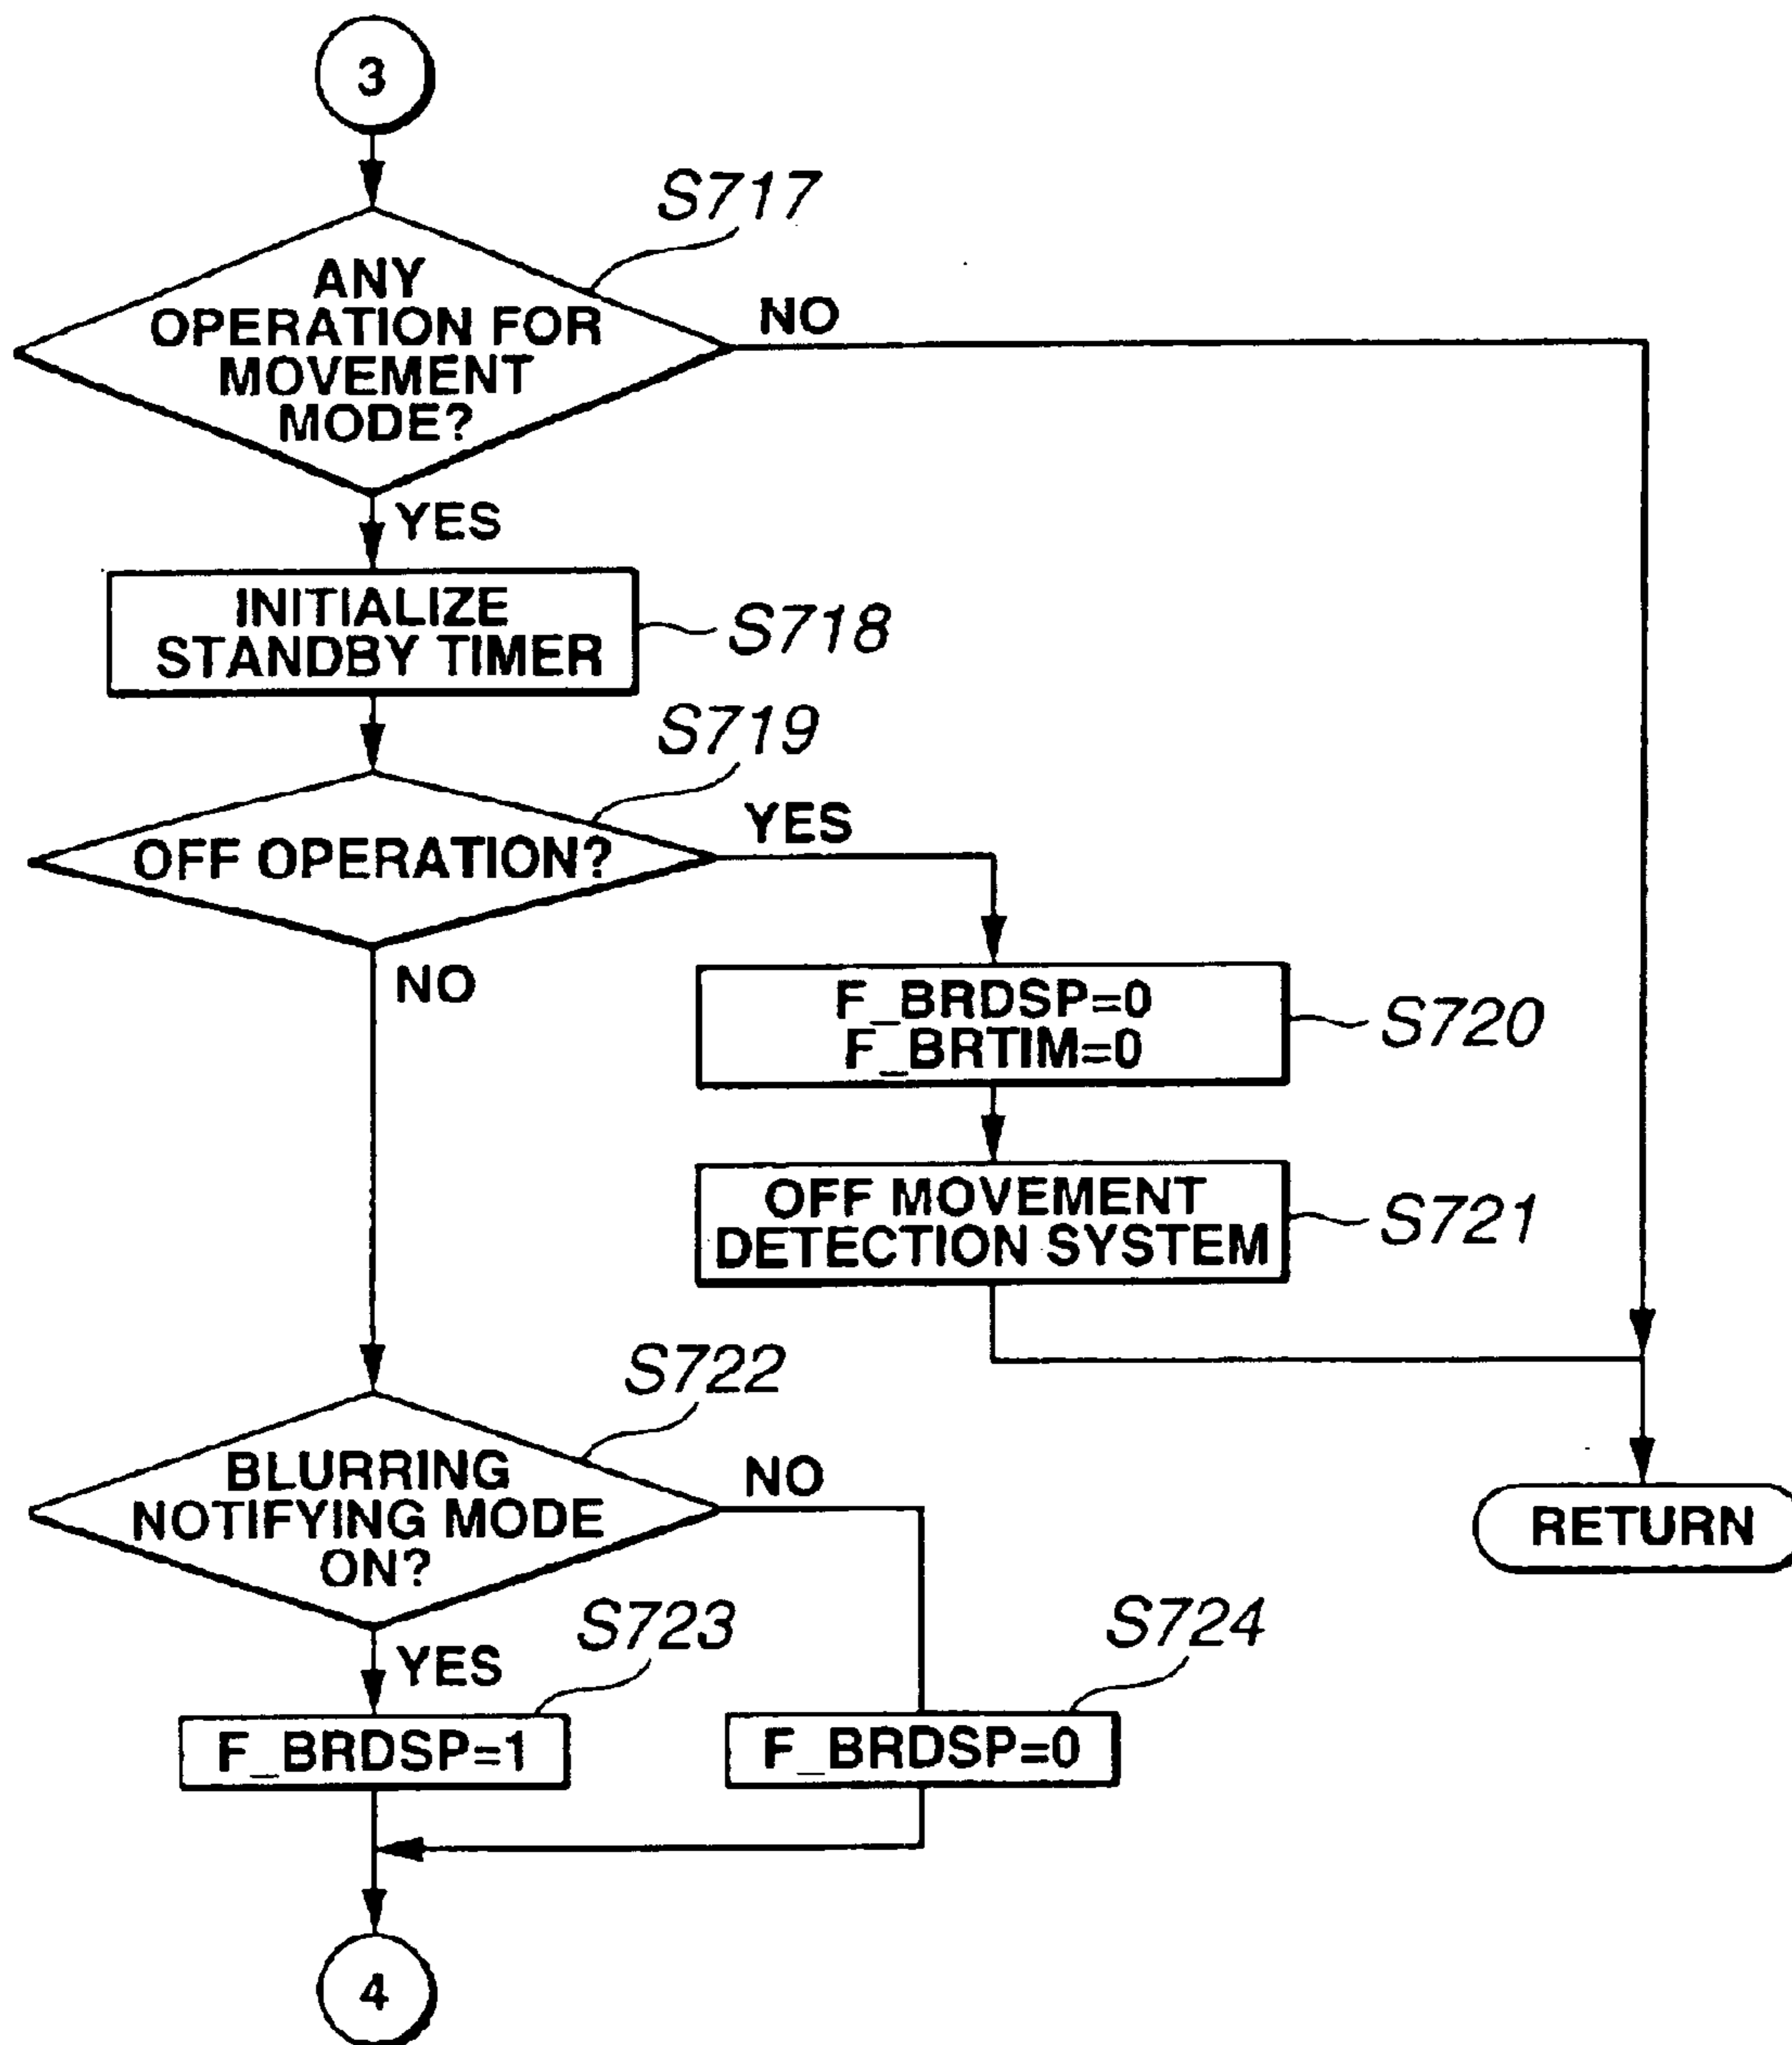 3
S717
ANY
OPERATION FOR
MOVEMENT
MODE?
NO
YES
INITIALIZE
STANDBY TIMER
S718
S719
OFF OPERATION?
YES
NO
F_BRDSP=0
F_BRTIM=0
S720
OFF MOVEMENT
DETECTION SYSTEM
S721
S722
BLURRING
NOTIFYING MODE
ON?
NO
RETURN
YES
S723
S724
F_BRDSP=1
F_BRDSP=0
4